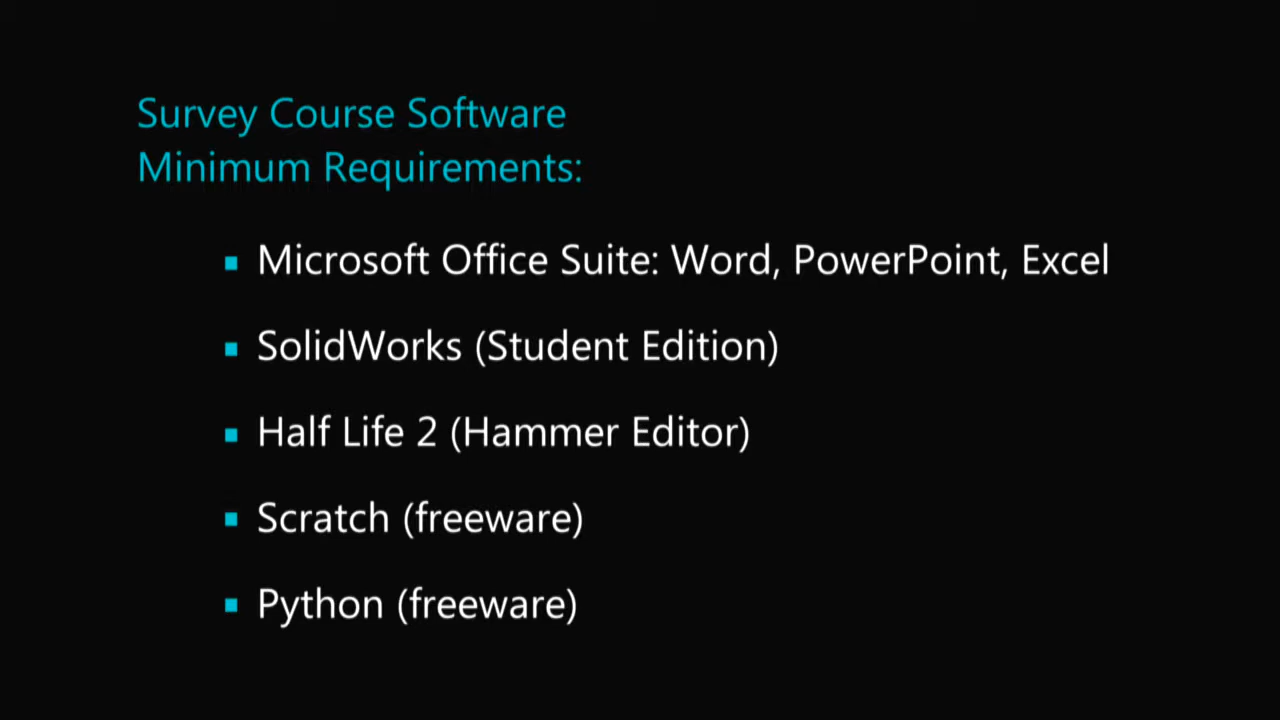 Survey Course Software
Minimum Requirements:
▪ Microsoft Office Suite: Word, PowerPoint, Excel
▪ SolidWorks (Student Edition)
▪ Half Life 2 (Hammer Editor)
▪ Scratch (freeware)
▪ Python (freeware)